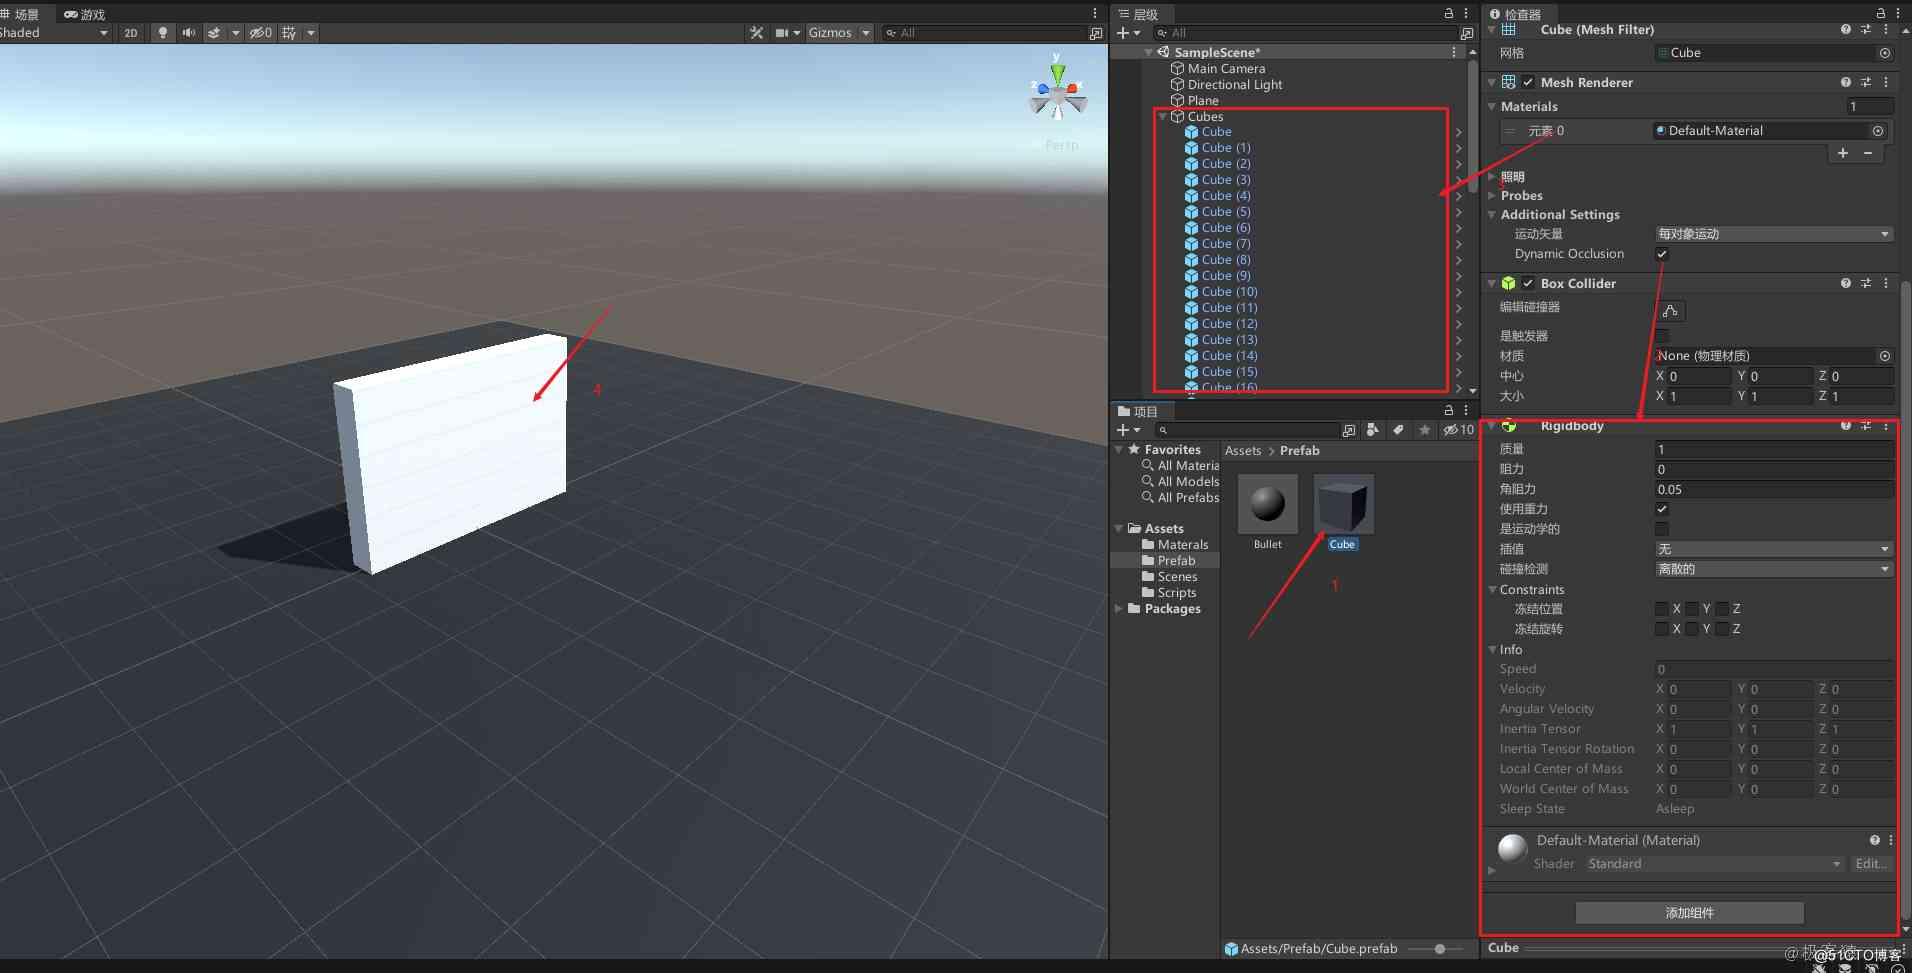 场景
游戏
Shaded
2D
0
Gizmos
All
y
z
x
Persp
4
层级
All
SampleScene*
Main Camera
Directional Light
Plane
Cubes
Cube
Cube (1)
Cube (2)
Cube (3)
Cube (4)
Cube (5)
Cube (6)
Cube (7)
Cube (8)
Cube (9)
Cube (10)
Cube (11)
Cube (12)
Cube (13)
Cube (14)
Cube (15)
Cube (16)
项目
10
Favorites
All Materia
All Models
All Prefabs
Assets
Materals
Prefab
Scenes
Scripts
Packages
Assets > Prefab
Bullet
Cube
1
Assets/Prefab/Cube.prefab
检查器
Cube (Mesh Filter)
网格 Cube
Mesh Renderer
Materials 1
元素 0 Default-Material
照明
3
Probes
Additional Settings
运动矢量 每对象运动
Dynamic Occlusion
Box Collider
编辑碰撞器
是触发器
材质 None (物理材质)
中心 X 0 Y 0 Z 0
大小 X 1 Y 1 Z 1
Rigidbody
质量 1
阻力 0
角阻力 0.05
使用重力
是运动学的
插值 无
碰撞检测 离散的
Constraints
冻结位置 X Y Z
冻结旋转 X Y Z
Info
Speed 0
Velocity X 0 Y 0 Z 0
Angular Velocity X 0 Y 0 Z 0
Inertia Tensor X 1 Y 1 Z 1
Inertia Tensor Rotation X 0 Y 0 Z 0
Local Center of Mass X 0 Y 0 Z 0
World Center of Mass X 0 Y 0 Z 0
Sleep State Asleep
Default-Material (Material)
Shader Standard Edit...
添加组件
Cube
@51CTO博客